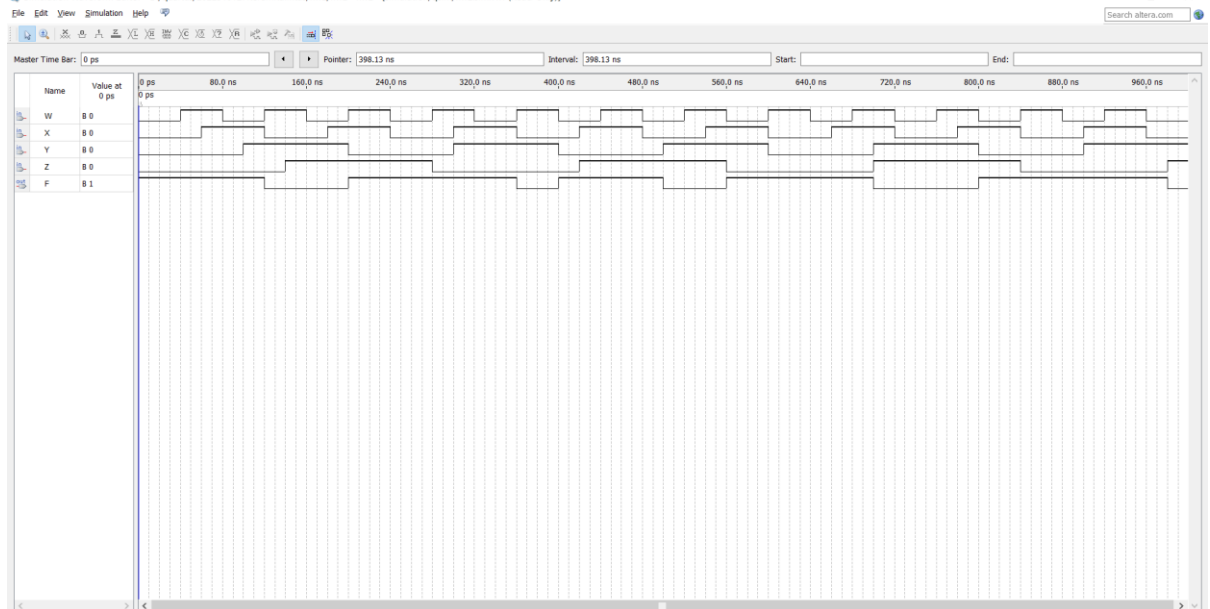 File Edit View Simulation Help
Search altera.com
Master Time Bar: 0 ps Pointer: 398.13 ns Interval: 398.13 ns Start: End:
Name Value at 0 ps
0 ps 80.0 ns 160.0 ns 240.0 ns 320.0 ns 400.0 ns 480.0 ns 560.0 ns 640.0 ns 720.0 ns 800.0 ns 880.0 ns 960.0 ns
0 ps
W B 0
X B 0
Y B 0
Z B 0
F B 1